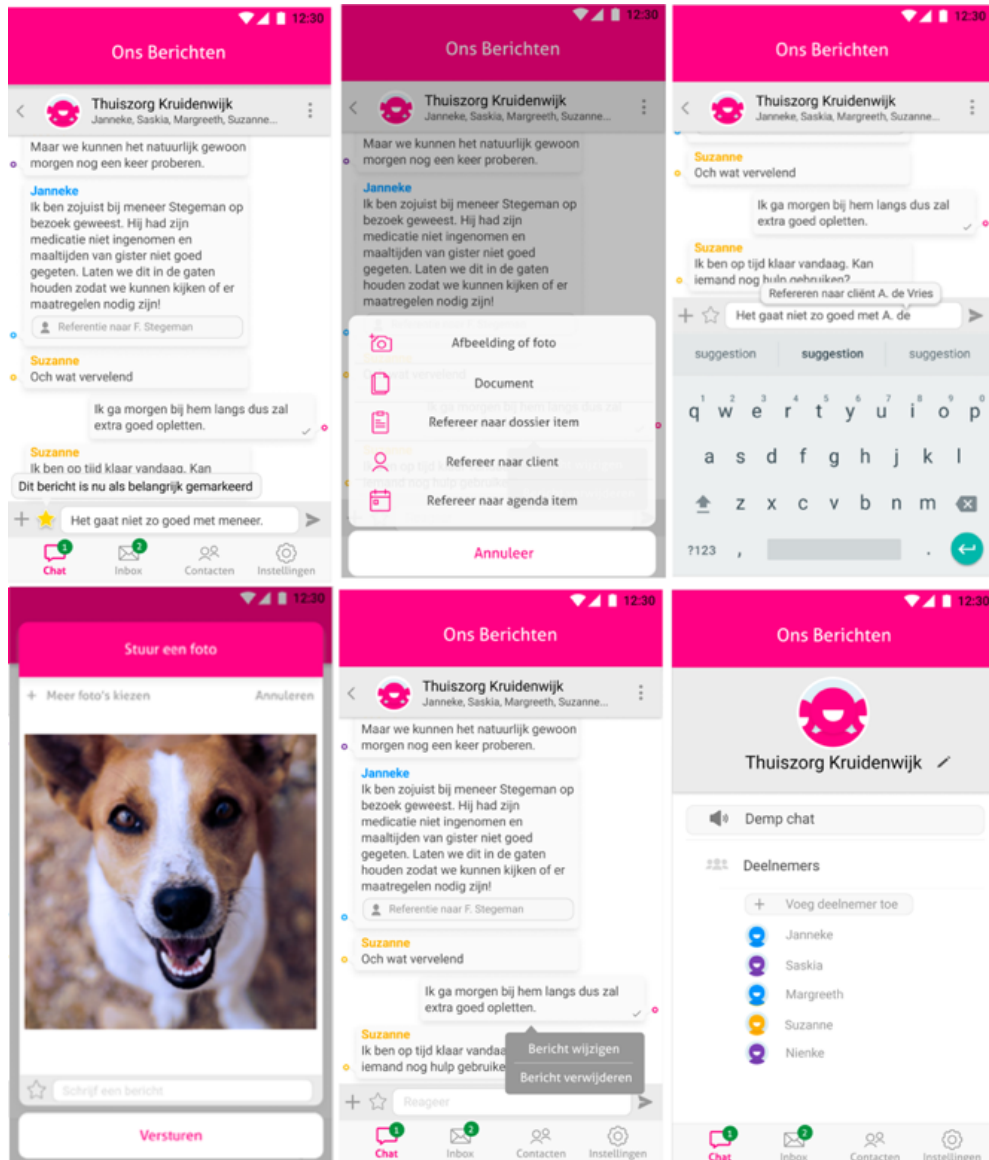 12:30
Ons Berichten
Thuiszorg Kruidenwijk
Janneke, Saskia, Margreeth, Suzanne...
Maar we kunnen het natuurlijk gewoon
morgen nog een keer proberen.
Janneke
Ik ben zojuist bij meneer Stegeman op
bezoek geweest. Hij had zijn
medicatie niet ingenomen en
maaltijden van gister niet goed
gegeten. Laten we dit in de gaten
houden zodat we kunnen kijken of er
maatregelen nodig zijn!
Referentie naar F. Stegeman
Suzanne
Och wat vervelend
Ik ga morgen bij hem langs dus zal
extra goed opletten.
Suzanne
Ik ben op tijd klaar vandaag. Kan
Dit bericht is nu als belangrijk gemarkeerd
Het gaat niet zo goed met meneer.
1
2
Chat
Inbox
Contacten
Instellingen
12:30
Ons Berichten
Thuiszorg Kruidenwijk
Janneke, Saskia, Margreeth, Suzanne...
Maar we kunnen het natuurlijk gewoon
morgen nog een keer proberen.
Janneke
Ik ben zojuist bij meneer Stegeman op
bezoek geweest. Hij had zijn
medicatie niet ingenomen en
maaltijden van gister niet goed
gegeten. Laten we dit in de gaten
houden zodat we kunnen kijken of er
maatregelen nodig zijn!
Afbeelding of foto
Document
Refereer naar dossier item
Refereer naar client
Refereer naar agenda item
Annuleer
12:30
Ons Berichten
Thuiszorg Kruidenwijk
Janneke, Saskia, Margreeth, Suzanne...
Suzanne
Och wat vervelend
Ik ga morgen bij hem langs dus zal
extra goed opletten.
Suzanne
Ik ben op tijd klaar vandaag. Kan
iemand nog hulp gebruiken?
Refereren naar cliënt A. de Vries
Het gaat niet zo goed met A. de
suggestion suggestion suggestion
1 2 3 4 5 6 7 8 9 0
q w e r t y u i o p
a s d f g h j k l
z x c v b n m
?123 , .
12:30
Stuur een foto
+ Meer foto's kiezen
Annuleren
Schrijf een bericht
Versturen
12:30
Ons Berichten
Thuiszorg Kruidenwijk
Janneke, Saskia, Margreeth, Suzanne...
Maar we kunnen het natuurlijk gewoon
morgen nog een keer proberen.
Janneke
Ik ben zojuist bij meneer Stegeman op
bezoek geweest. Hij had zijn
medicatie niet ingenomen en
maaltijden van gister niet goed
gegeten. Laten we dit in de gaten
houden zodat we kunnen kijken of er
maatregelen nodig zijn!
Referentie naar F. Stegeman
Suzanne
Och wat vervelend
Ik ga morgen bij hem langs dus zal
extra goed opletten.
Suzanne
Ik ben op tijd klaar vandaa
iemand nog hulp gebruike
Bericht wijzigen
Bericht verwijderen
Reageer
1
2
Chat
Inbox
Contacten
Instellingen
12:30
Ons Berichten
Thuiszorg Kruidenwijk
Demp chat
Deelnemers
+ Voeg deelnemer toe
Janneke
Saskia
Margreeth
Suzanne
Nienke
1
2
Chat
Inbox
Contacten
Instellingen